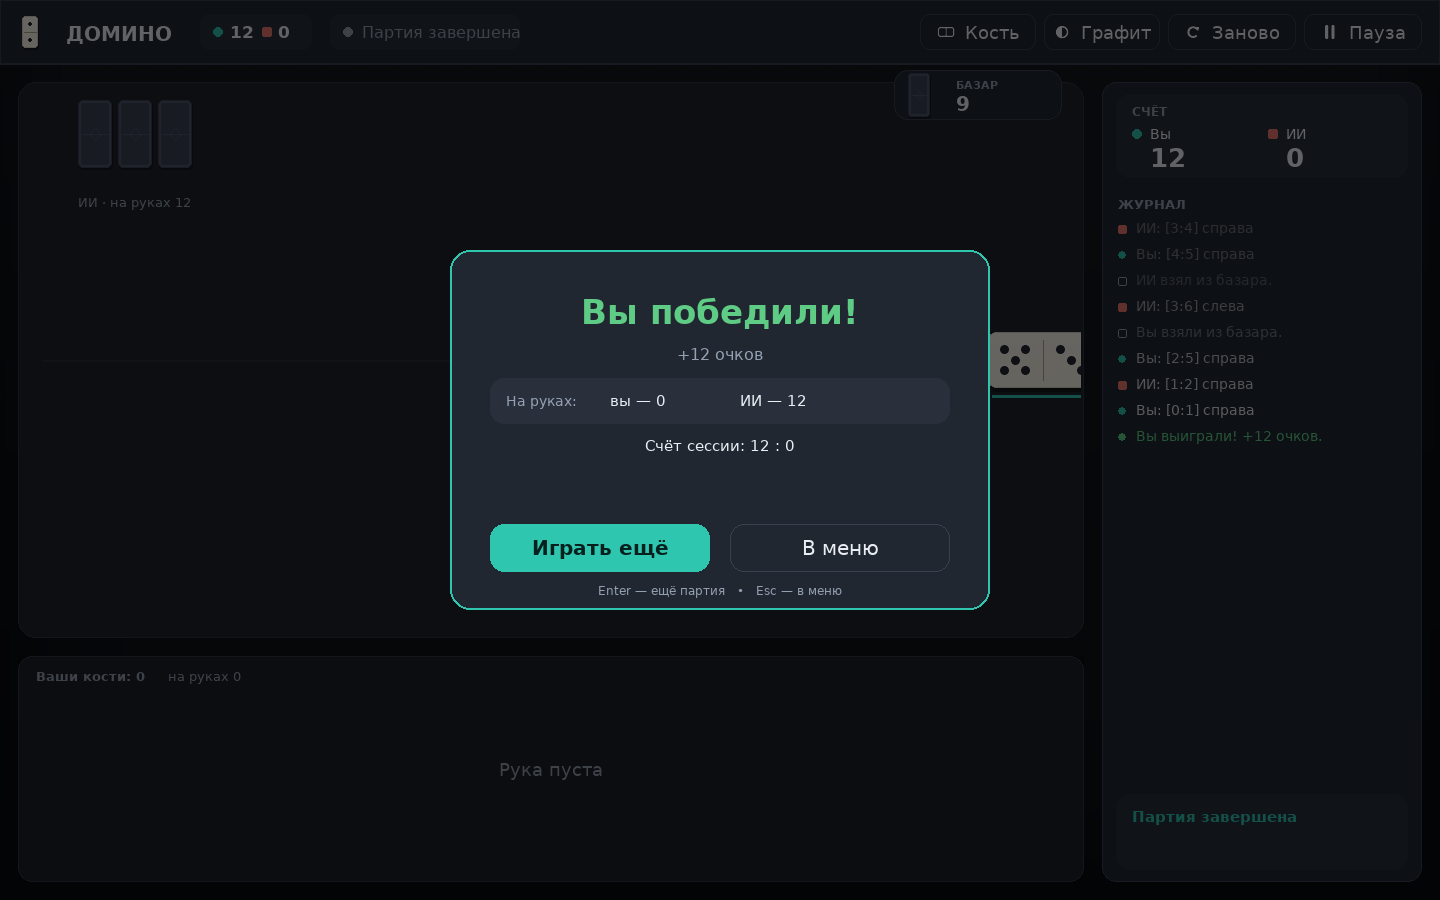 ДОМИНО
12 0
Партия завершена
Кость
Графит
Заново
Пауза
БАЗАР
9
ИИ · на руках 12
СЧЁТ
Вы ИИ
12 0
ЖУРНАЛ
ИИ: [3:4] справа
Вы: [4:5] справа
ИИ взял из базара.
ИИ: [3:6] слева
Вы взяли из базара.
Вы: [2:5] справа
ИИ: [1:2] справа
Вы: [0:1] справа
Вы выиграли! +12 очков.
Вы победили!
+12 очков
На руках: вы — 0 ИИ — 12
Счёт сессии: 12 : 0
Играть ещё
В меню
Enter — ещё партия • Esc — в меню
Ваши кости: 0 на руках 0
Рука пуста
Партия завершена